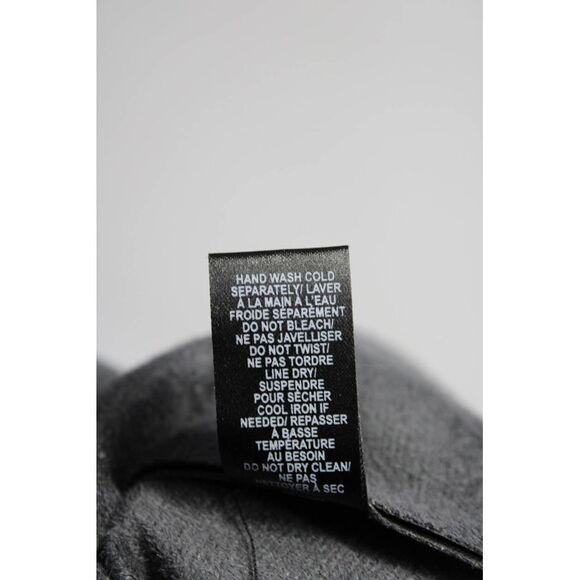 HAND WASH COLD
SEPARATELY/ LAVER
À LA MAIN À L'EAU
FROIDE SÉPARÉMENT
DO NOT BLEACH/
NE PAS JAVELLISER
DO NOT TWIST/
NE PAS TORDRE
LINE DRY/
SUSPENDRE
POUR SÉCHER
COOL IRON IF
NEEDED/ REPASSER
À BASSE
TEMPÉRATURE
AU BESOIN
DO NOT DRY CLEAN/
NE PAS
NETTOYER À SEC